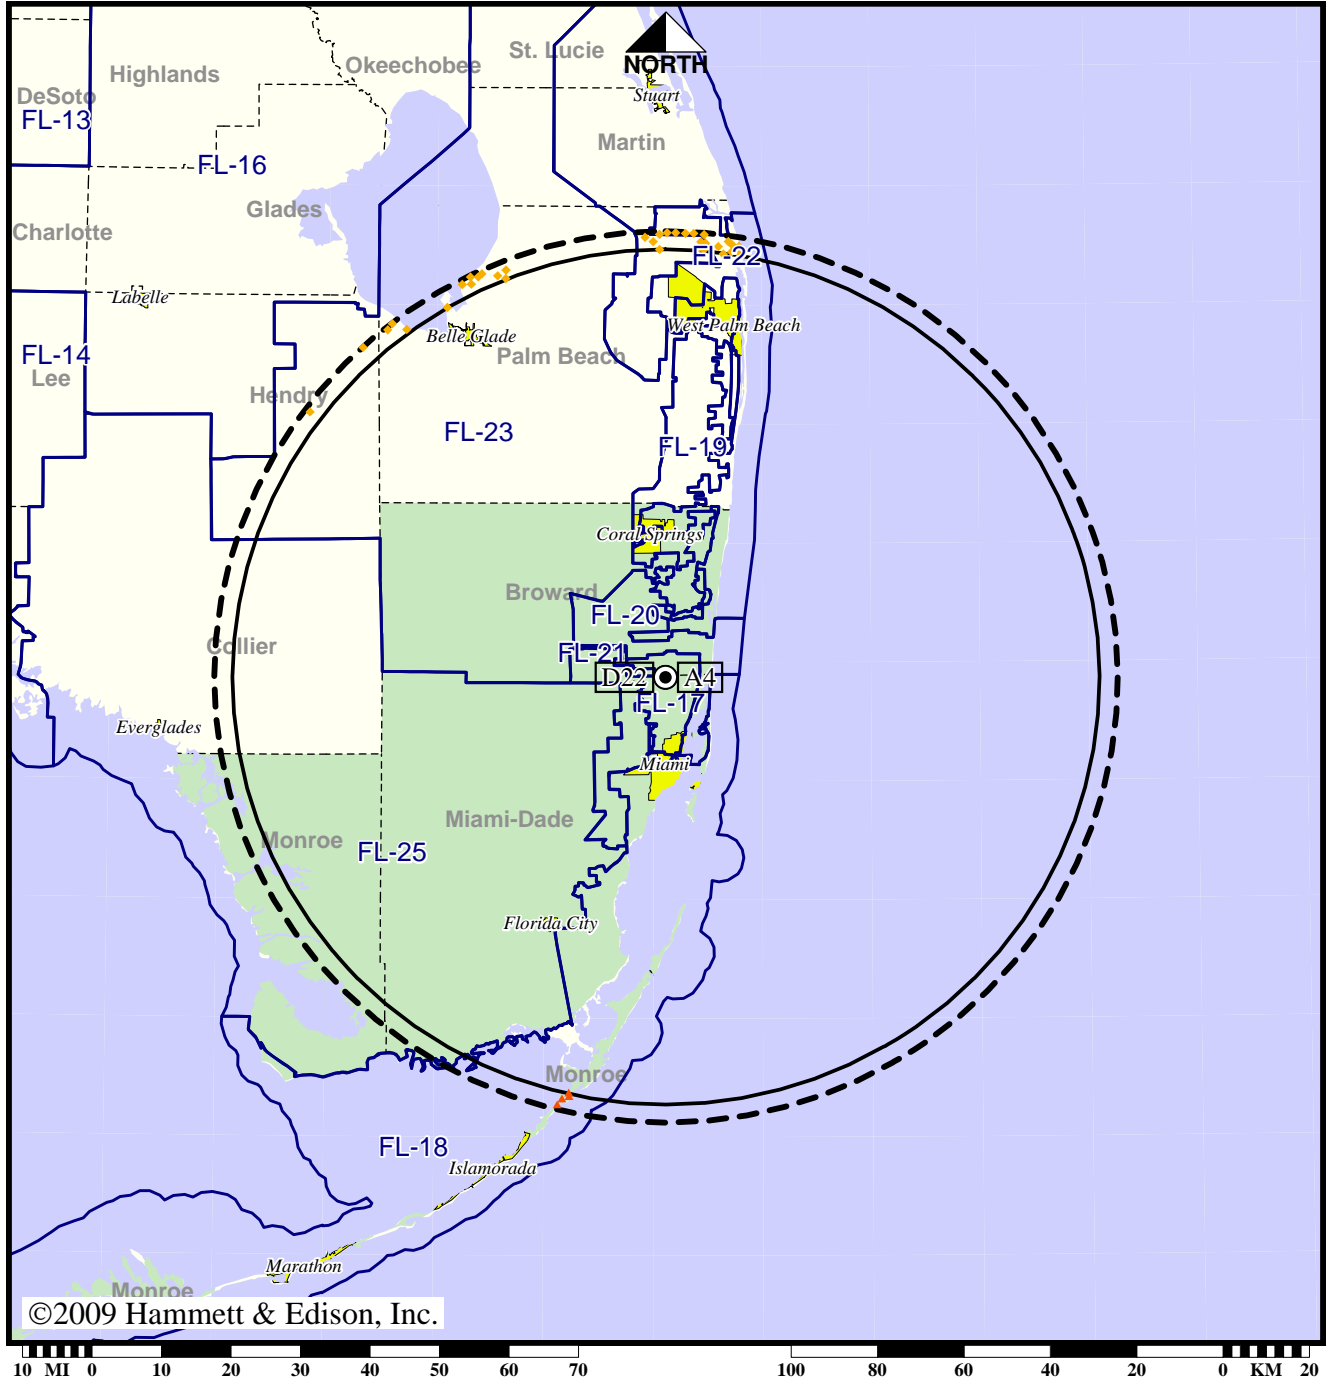 St. Lucie
Okeechobee
Highlands
NORTH
DeSoto
Stuart
FL-13
Martin
FL-16
Glades
Charlotte
FL-22
Labelle
West Palm Beach
Belle Glade
FL-14
Palm Beach
Lee
Hendry
FL-23
FL-19
Coral Springs
Broward
FL-20
Collier
FL-21
D22
A4
FL-17
Everglades
Miami
Miami-Dade
Monroe
FL-25
Florida City
Monroe
FL-18
Islamorada
Marathon
Monroe
©2009 Hammett & Edison, Inc.
10 MI 0 10 20 30 40 50 60 70
100 80 60 40 20 0 KM 20